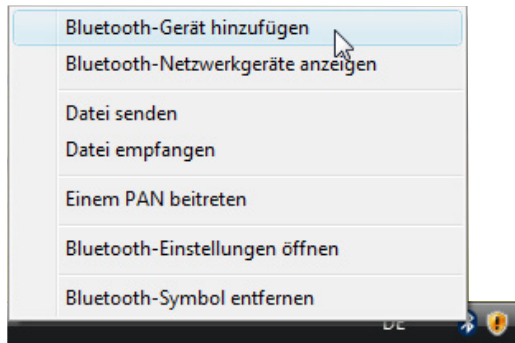 Bluetooth-Gerät hinzufügen
Bluetooth-Netzwerkgeräte anzeigen
Datei senden
Datei empfangen
Einem PAN beitreten
Bluetooth-Einstellungen öffnen
Bluetooth-Symbol entfernen
DE